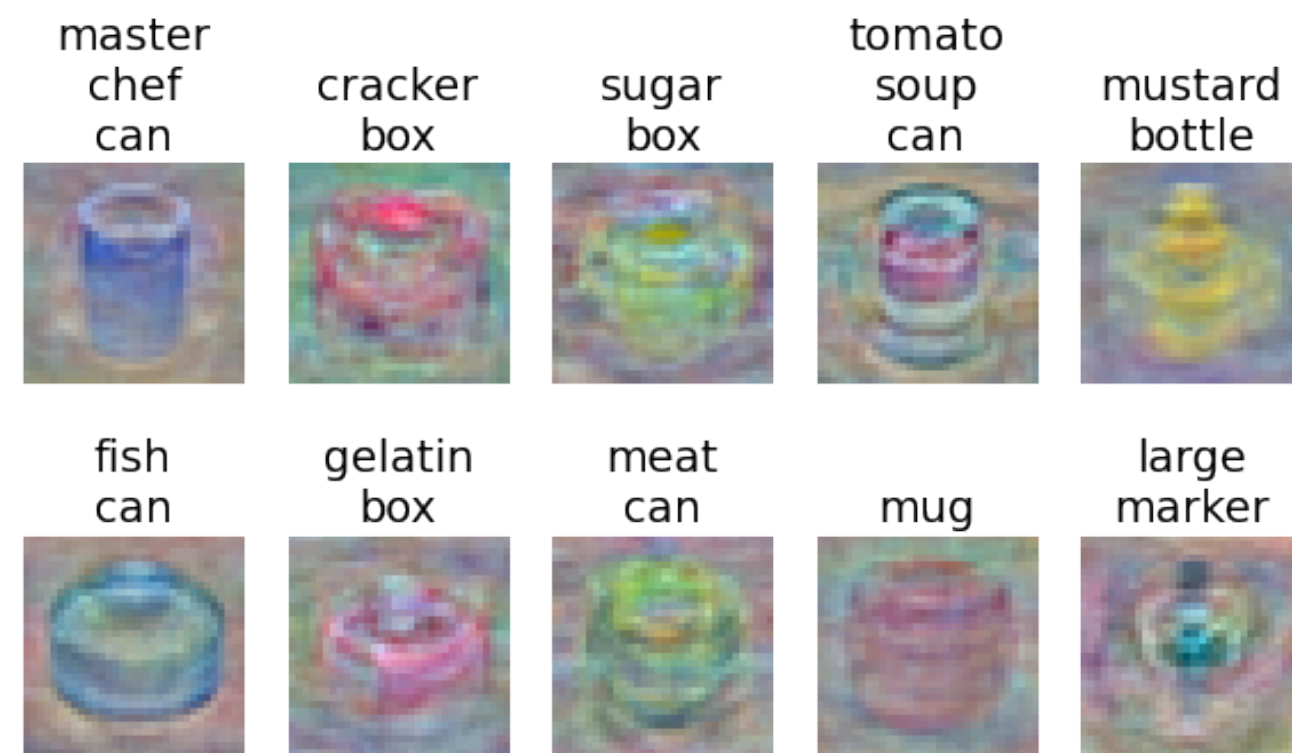 master
chef
can
cracker
box
sugar
box
tomato
soup
can
mustard
bottle
fish
can
gelatin
box
meat
can
mug
large
marker